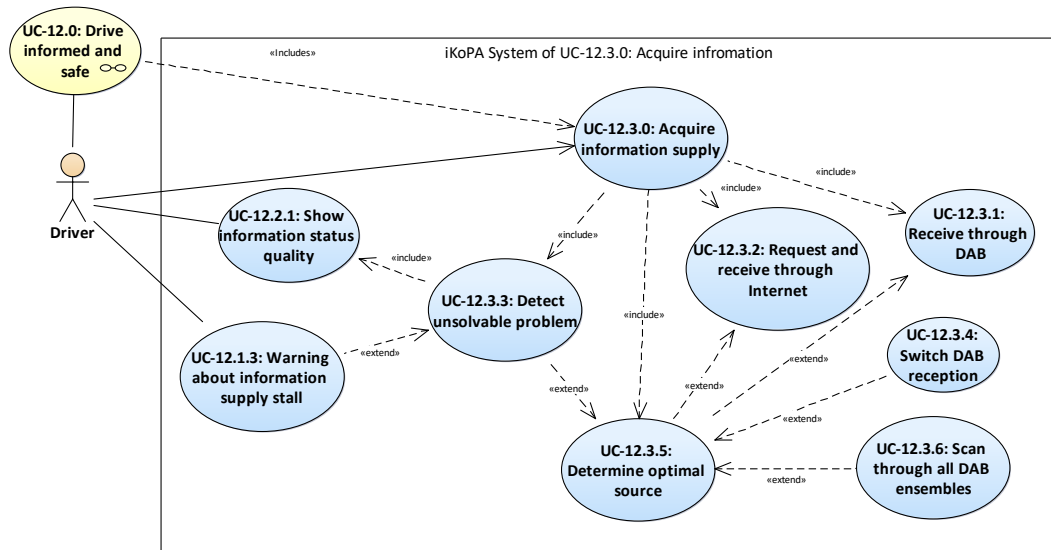 UC-12.0: Drive
informed and
safe
«Includes»
iKoPA System of UC-12.3.0: Acquire infromation
UC-12.3.0: Acquire
information supply
«include»
«include»
«include»
«include»
UC-12.3.1:
Receive through
DAB
Driver
UC-12.2.1: Show
information status
quality
«include»
UC-12.3.2: Request and
receive through
Internet
UC-12.3.3: Detect
unsolvable problem
UC-12.1.3: Warning
about information
supply stall
«extend»
«extend»
«extend»
«extend»
UC-12.3.4:
Switch DAB
reception
«extend»
UC-12.3.5:
Determine optimal
source
«extend»
UC-12.3.6: Scan
through all DAB
ensembles